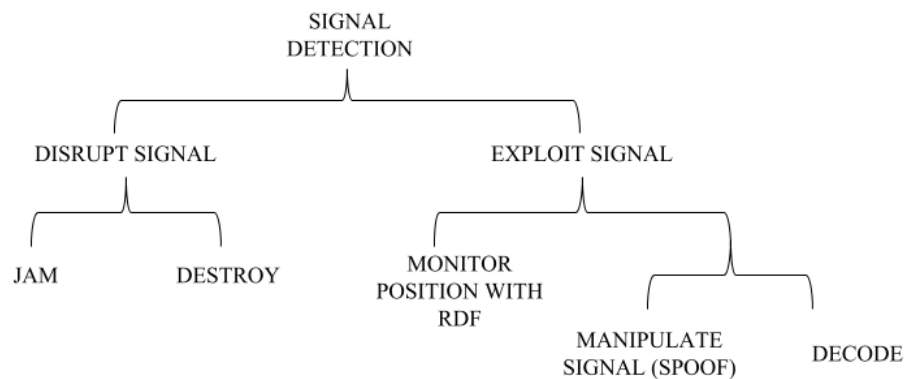 SIGNAL
DETECTION
DISRUPT SIGNAL
EXPLOIT SIGNAL
JAM
DESTROY
MONITOR
POSITION WITH
RDF
MANIPULATE
SIGNAL (SPOOF)
DECODE